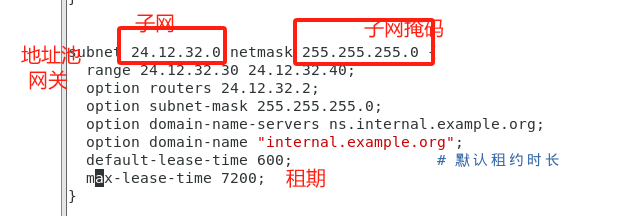 }
子网
子网掩码
subnet 24.12.32.0 netmask 255.255.255.0 {
地址池
range 24.12.32.30 24.12.32.40;
网关
option routers 24.12.32.2;
option subnet-mask 255.255.255.0;
option domain-name-servers ns.internal.example.org;
option domain-name "internal.example.org";
default-lease-time 600; # 默认租约时长
max-lease-time 7200; 租期
}